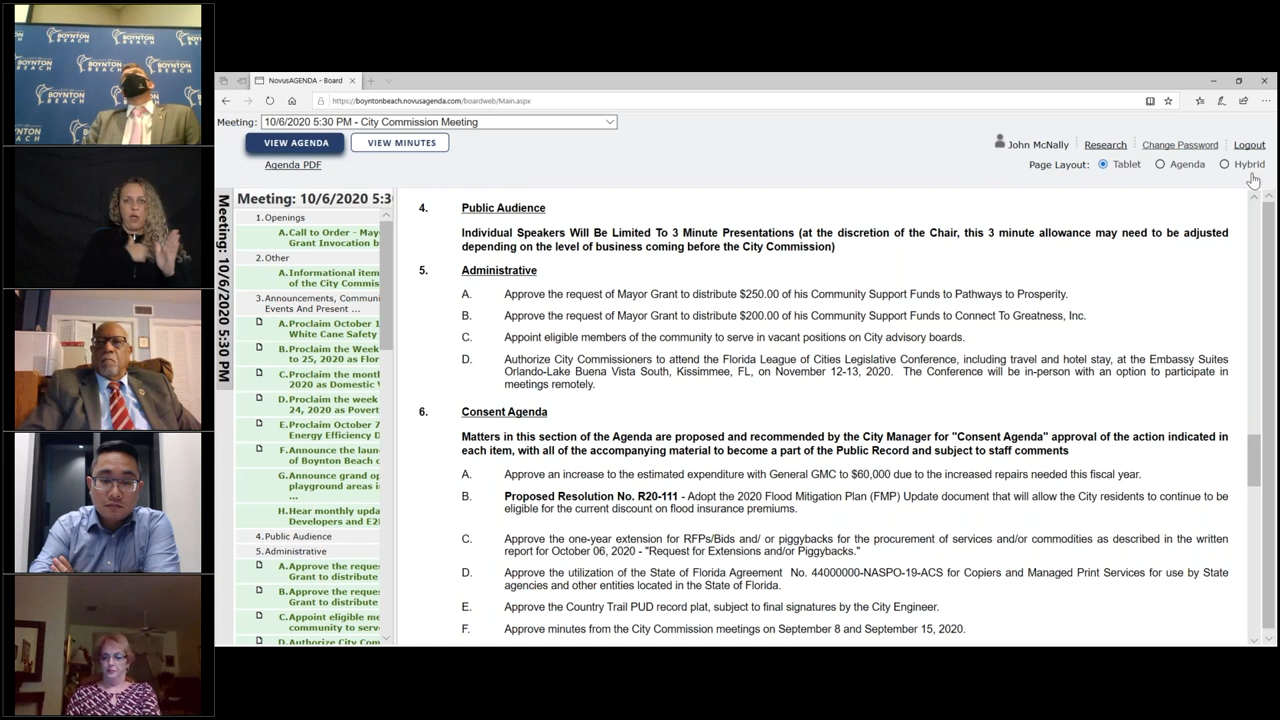 BOYNTON
BEACH
BOYNTON
BEACH
BOYNTON
BEACH
BOYNTON
BEACH
BOYNTON
NovusAGENDA - Board
https://boyntonbeach.novusagenda.com/boardweb/Main.aspx
Meeting: 10/6/2020 5:30 PM - City Commission Meeting
VIEW AGENDA VIEW MINUTES
Agenda PDF
John McNally Research Change Password Logout
Page Layout: Tablet Agenda Hybrid
Meeting: 10/6/2020 5:30 PM
Meeting: 10/6/2020 5:3
1.Openings
A.Call to Order - May
Grant Invocation b
2.Other
A.Informational item
of the City Commis
3.Announcements, Commun
Events And Present ...
A.Proclaim October 1
White Cane Safety
B.Proclaim the Week
to 25, 2020 as Flor
C.Proclaim the month
2020 as Domestic V
D.Proclaim the week
24, 2020 as Povert
E.Proclaim October 7
Energy Efficiency D
F.Announce the laun
of Boynton Beach c
G.Announce grand op
playground areas i
...
H.Hear monthly upda
Developers and E2
4.Public Audience
5.Administrative
A.Approve the reque
Grant to distribute
B.Approve the reque
Grant to distribute
C.Appoint eligible me
community to serv
D.Authorize City Com
4. Public Audience
Individual Speakers Will Be Limited To 3 Minute Presentations (at the discretion of the Chair, this 3 minute allowance may need to be adjusted
depending on the level of business coming before the City Commission)
5. Administrative
A. Approve the request of Mayor Grant to distribute $250.00 of his Community Support Funds to Pathways to Prosperity.
B. Approve the request of Mayor Grant to distribute $200.00 of his Community Support Funds to Connect To Greatness, Inc.
C. Appoint eligible members of the community to serve in vacant positions on City advisory boards.
D. Authorize City Commissioners to attend the Florida League of Cities Legislative Conference, including travel and hotel stay, at the Embassy Suites
Orlando-Lake Buena Vista South, Kissimmee, FL, on November 12-13, 2020. The Conference will be in-person with an option to participate in
meetings remotely.
6. Consent Agenda
Matters in this section of the Agenda are proposed and recommended by the City Manager for "Consent Agenda" approval of the action indicated in
each item, with all of the accompanying material to become a part of the Public Record and subject to staff comments
A. Approve an increase to the estimated expenditure with General GMC to $60,000 due to the increased repairs needed this fiscal year.
B. Proposed Resolution No. R20-111 - Adopt the 2020 Flood Mitigation Plan (FMP) Update document that will allow the City residents to continue to be
eligible for the current discount on flood insurance premiums.
C. Approve the one-year extension for RFPs/Bids and/ or piggybacks for the procurement of services and/or commodities as described in the written
report for October 06, 2020 - "Request for Extensions and/or Piggybacks."
D. Approve the utilization of the State of Florida Agreement No. 44000000-NASPO-19-ACS for Copiers and Managed Print Services for use by State
agencies and other entities located in the State of Florida.
E. Approve the Country Trail PUD record plat, subject to final signatures by the City Engineer.
F. Approve minutes from the City Commission meetings on September 8 and September 15, 2020.